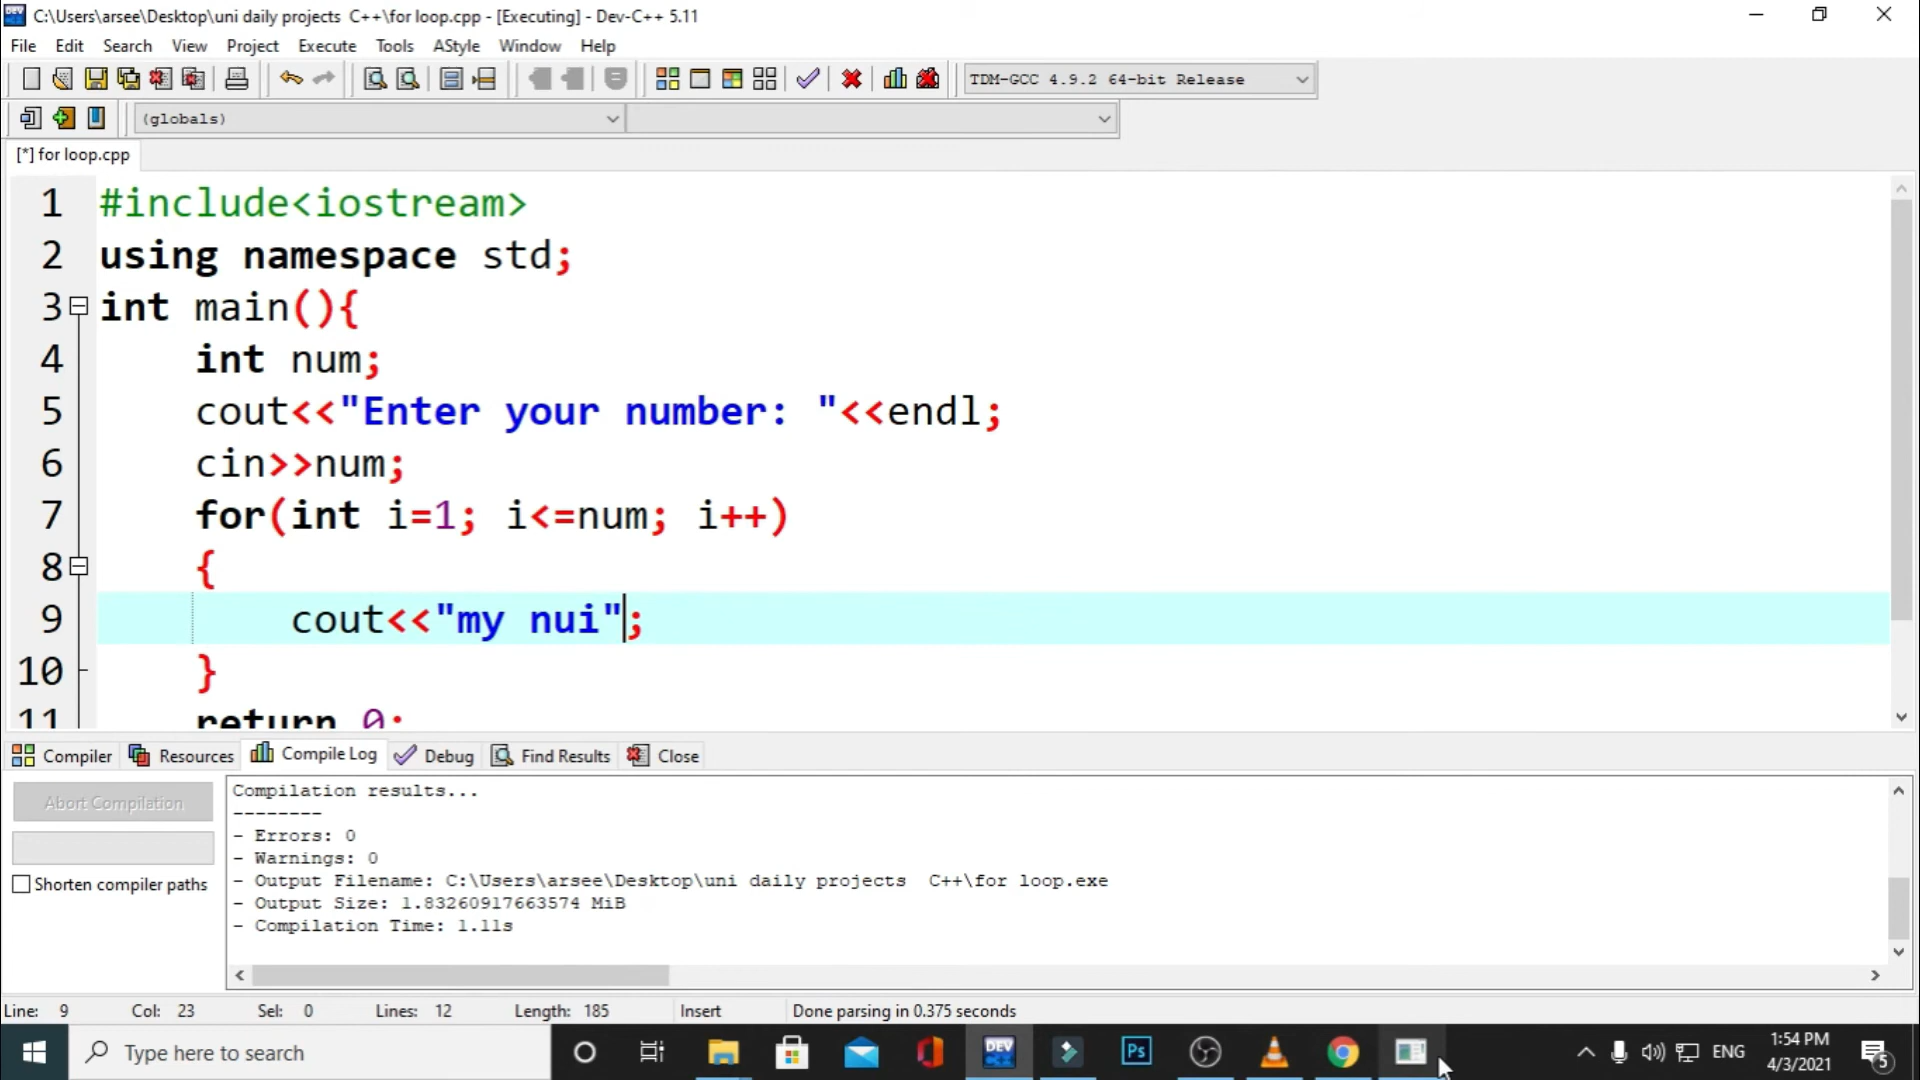 C:\Users\arsee\Desktop\uni daily projects  C++\for loop.cpp - [Executing] - Dev-C++ 5.11
File Edit Search View Project Execute Tools AStyle Window Help
TDM-GCC 4.9.2 64-bit Release
(globals)
[*] for loop.cpp
1 #include<iostream>
2 using namespace std;
3 int main(){
4 int num;
5 cout<<"Enter your number: "<<endl;
6 cin>>num;
7 for(int i=1; i<=num; i++)
8 {
9 cout<<"my nui";
10 }
11 return 0;
Compiler Resources Compile Log Debug Find Results Close
Abort Compilation
Shorten compiler paths
Compilation results...
--------
- Errors: 0
- Warnings: 0
- Output Filename: C:\Users\arsee\Desktop\uni daily projects  C++\for loop.exe
- Output Size: 1.83260917663574 MiB
- Compilation Time: 1.11s
Line: 9 Col: 23 Sel: 0 Lines: 12 Length: 185 Insert Done parsing in 0.375 seconds
Type here to search
DEV
Ps
ENG
1:54 PM
4/3/2021
5